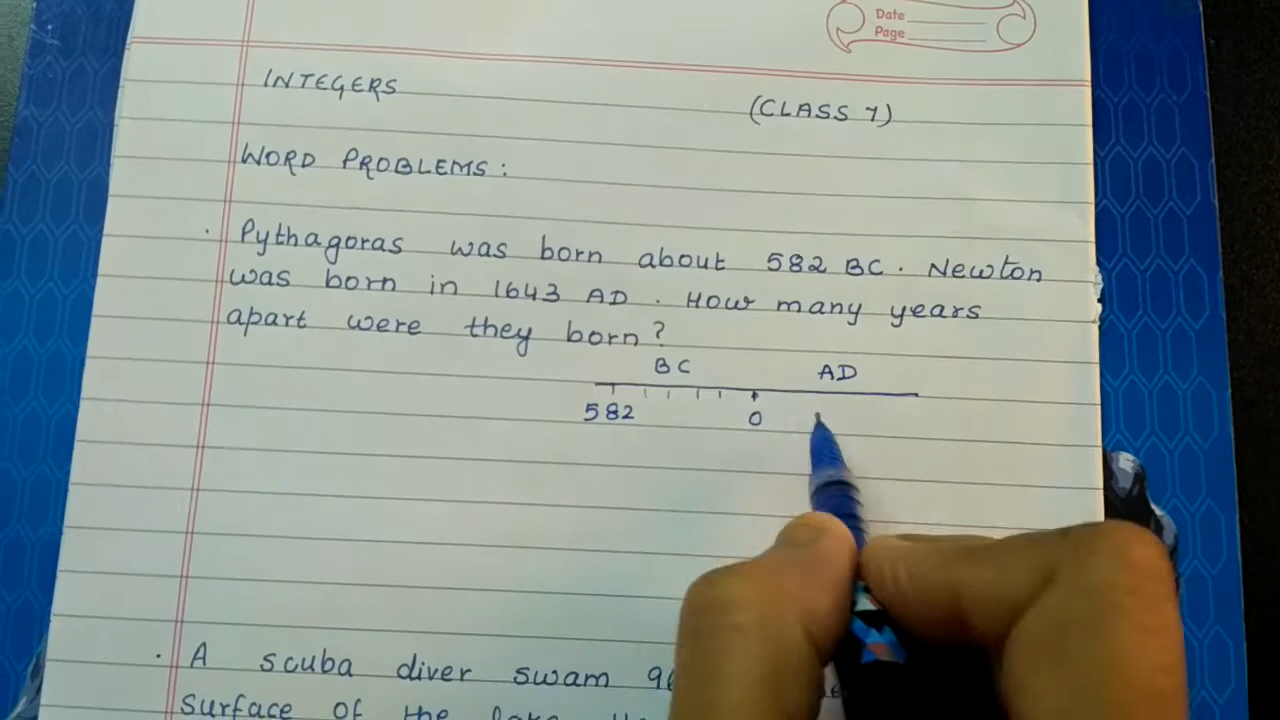 Date
Page
INTEGERS (CLASS 7)
WORD PROBLEMS:
. Pythagoras was born about 582 BC. Newton
was born in 1643 AD. How many years
apart were they born?
BC AD
582 0
. A scuba diver swam
surface of the